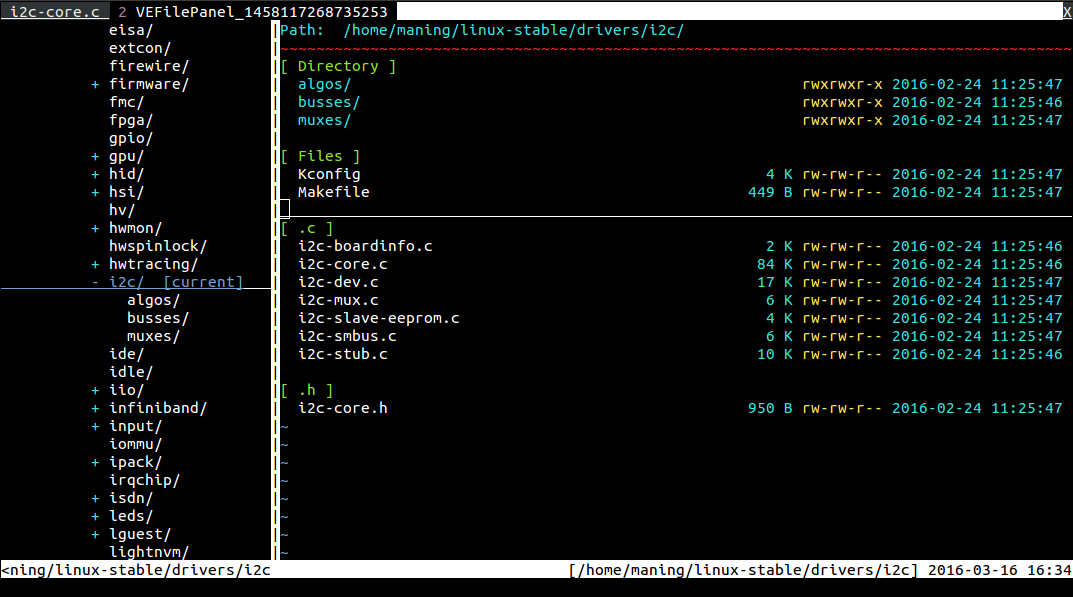 i2c-core.c  2 VEFilePanel_1458117268735253 X
eisa/
extcon/
firewire/
+ firmware/
fmc/
fpga/
gpio/
+ gpu/
+ hid/
+ hsi/
hv/
+ hwmon/
hwspinlock/
+ hwtracing/
- i2c/  [current]
algos/
busses/
muxes/
ide/
idle/
+ iio/
+ infiniband/
+ input/
iommu/
+ ipack/
irqchip/
+ isdn/
+ leds/
+ lguest/
lightnvm/
Path:  /home/maning/linux-stable/drivers/i2c/
~~~~~~~~~~~~~~~~~~~~~~~~~~~~~~~~~~~~~~~~~~~~~~~~~~~~~~~~~~~~~~~~~~~~~~~~~~~~~~~~~~~~~~~~
[ Directory ]
algos/ rwxrwxr-x 2016-02-24 11:25:47
busses/ rwxrwxr-x 2016-02-24 11:25:46
muxes/ rwxrwxr-x 2016-02-24 11:25:47
[ Files ]
Kconfig 4 K rw-rw-r-- 2016-02-24 11:25:47
Makefile 449 B rw-rw-r-- 2016-02-24 11:25:47
[ .c ]
i2c-boardinfo.c 2 K rw-rw-r-- 2016-02-24 11:25:46
i2c-core.c 84 K rw-rw-r-- 2016-02-24 11:25:46
i2c-dev.c 17 K rw-rw-r-- 2016-02-24 11:25:47
i2c-mux.c 6 K rw-rw-r-- 2016-02-24 11:25:47
i2c-slave-eeprom.c 4 K rw-rw-r-- 2016-02-24 11:25:47
i2c-smbus.c 6 K rw-rw-r-- 2016-02-24 11:25:47
i2c-stub.c 10 K rw-rw-r-- 2016-02-24 11:25:46
[ .h ]
i2c-core.h 950 B rw-rw-r-- 2016-02-24 11:25:47
~
~
~
~
~
~
~
~
<ning/linux-stable/drivers/i2c [/home/maning/linux-stable/drivers/i2c] 2016-03-16 16:34